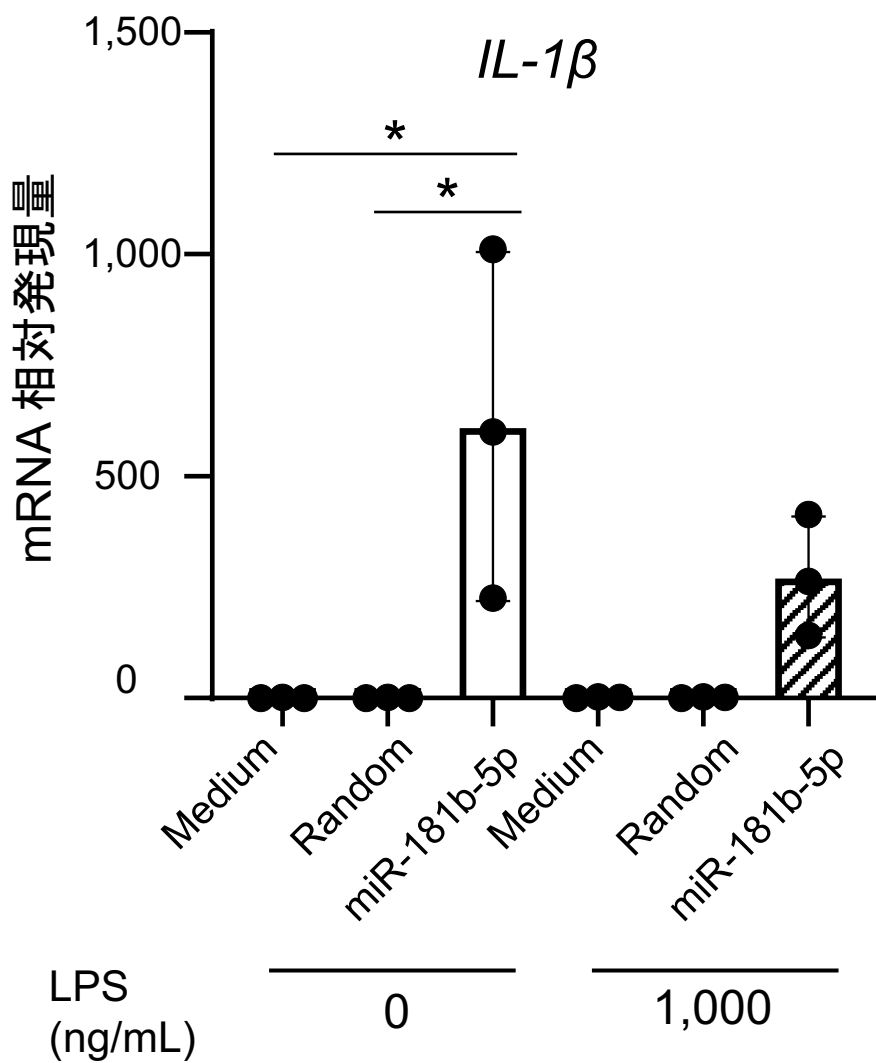 1,500
IL-1β
*
*
1,000
mRNA 相対発現量
500
0
Medium
Random
miR-181b-5p
Medium
Random
miR-181b-5p
LPS
(ng/mL)
0
1,000